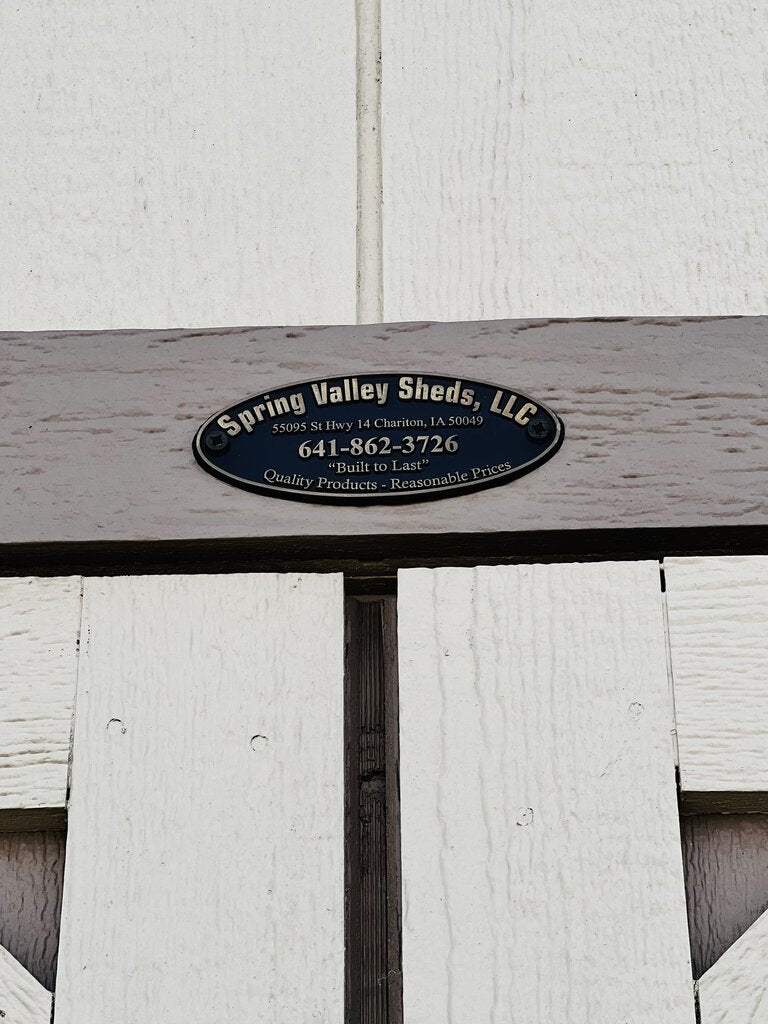 Spring Valley Sheds, LLC
55095 St Hwy 14 Chariton, IA 50049
641-862-3726
“Built to Last”
Quality Products - Reasonable Prices